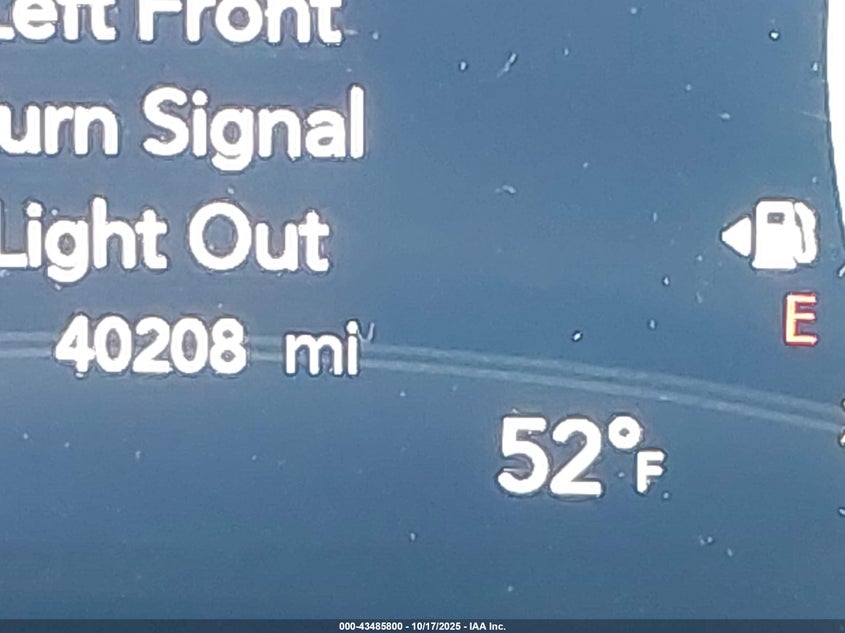 Left Front
urn Signal
Light Out
40208 mi
E
52°F
000-43485800 - 10/17/2025 - IAA Inc.